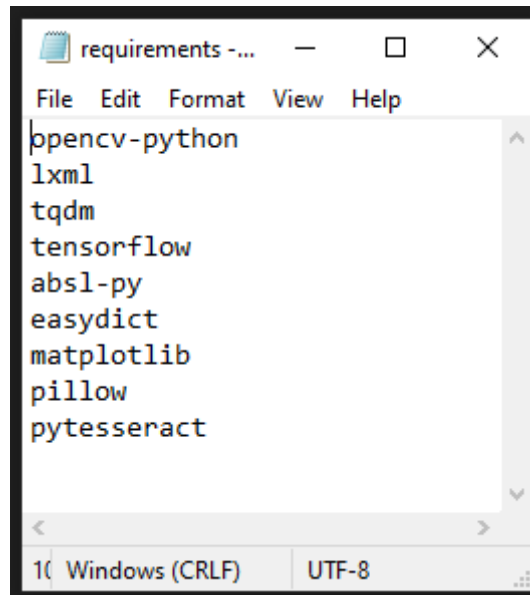 requirements -...
File Edit Format View Help
opencv-python
lxml
tqdm
tensorflow
absl-py
easydict
matplotlib
pillow
pytesseract
Windows (CRLF) UTF-8